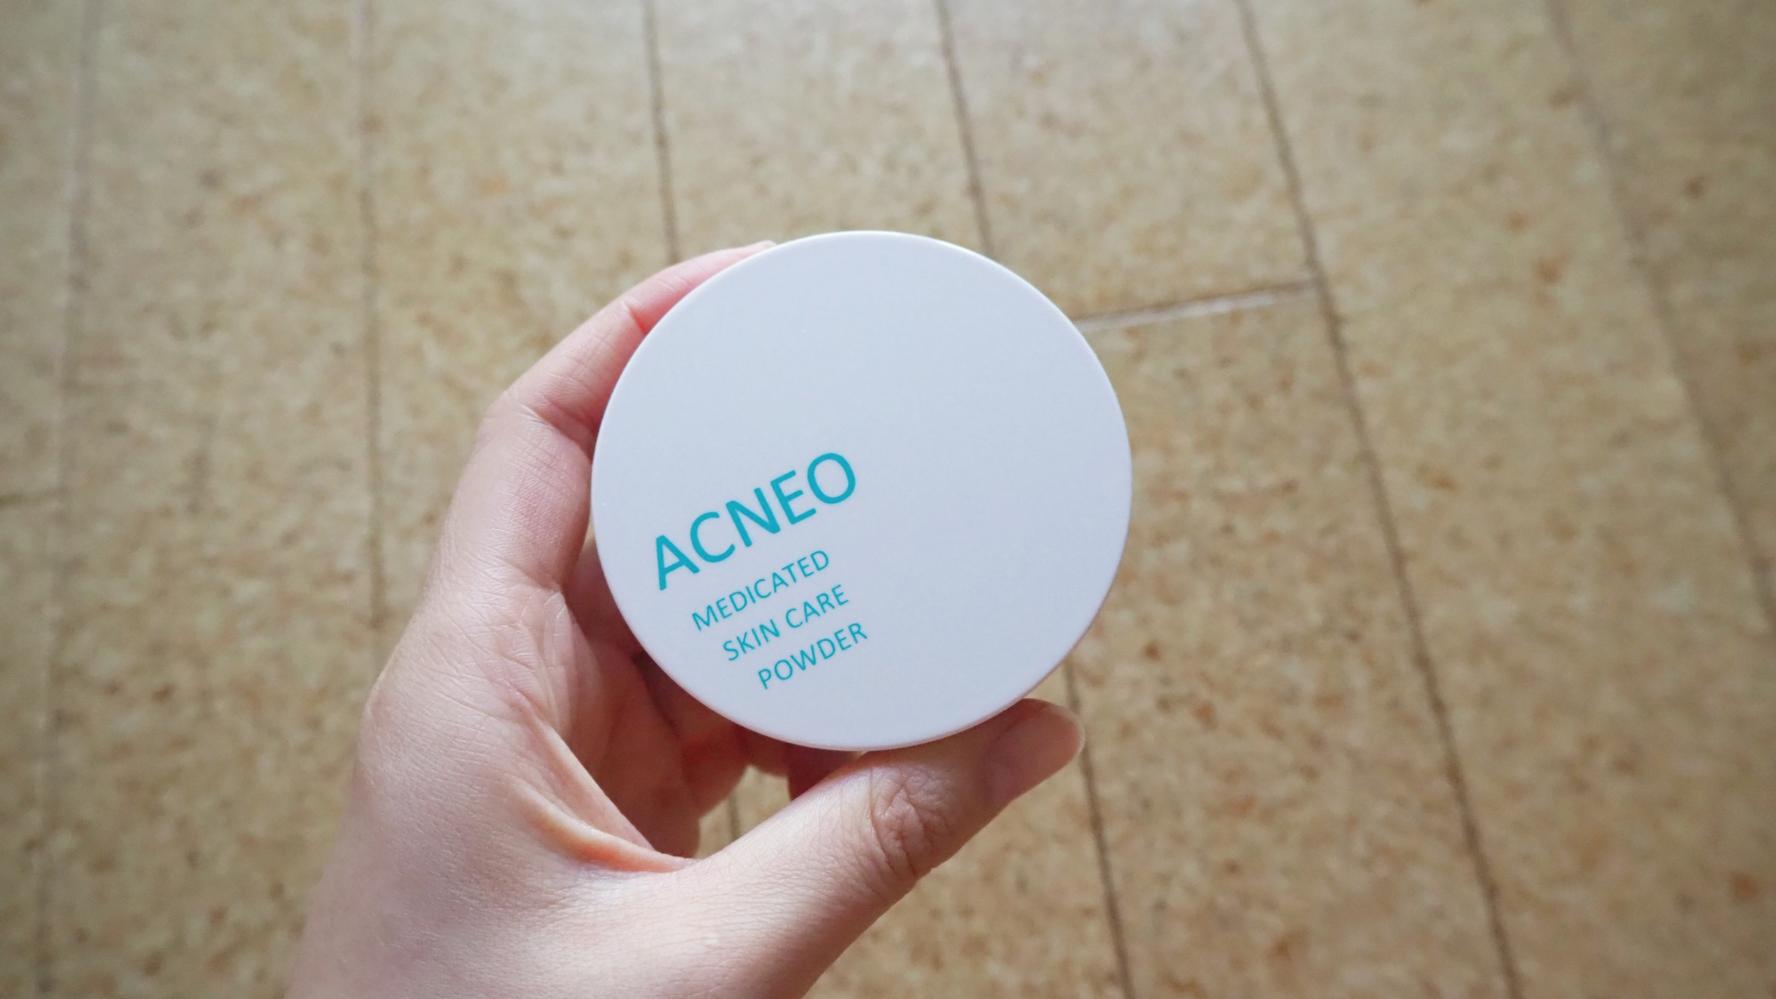 ACNEO
MEDICATED
SKIN CARE
POWDER